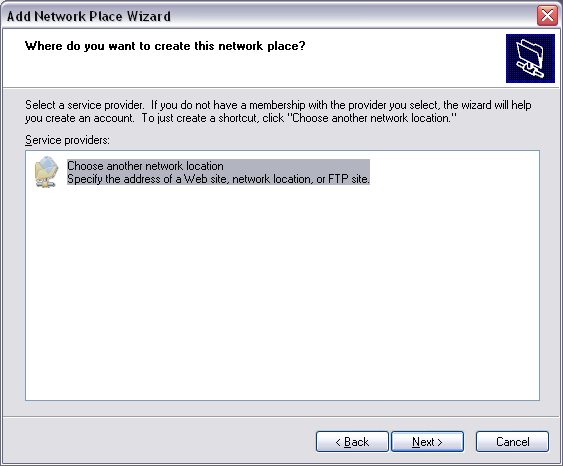 Add Network Place Wizard
Where do you want to create this network place?
Select a service provider.  If you do not have a membership with the provider you select, the wizard will help
you create an account.  To just create a shortcut, click "Choose another network location."
Service providers:
Choose another network location
Specify the address of a Web site, network location, or FTP site.
< Back
Next >
Cancel